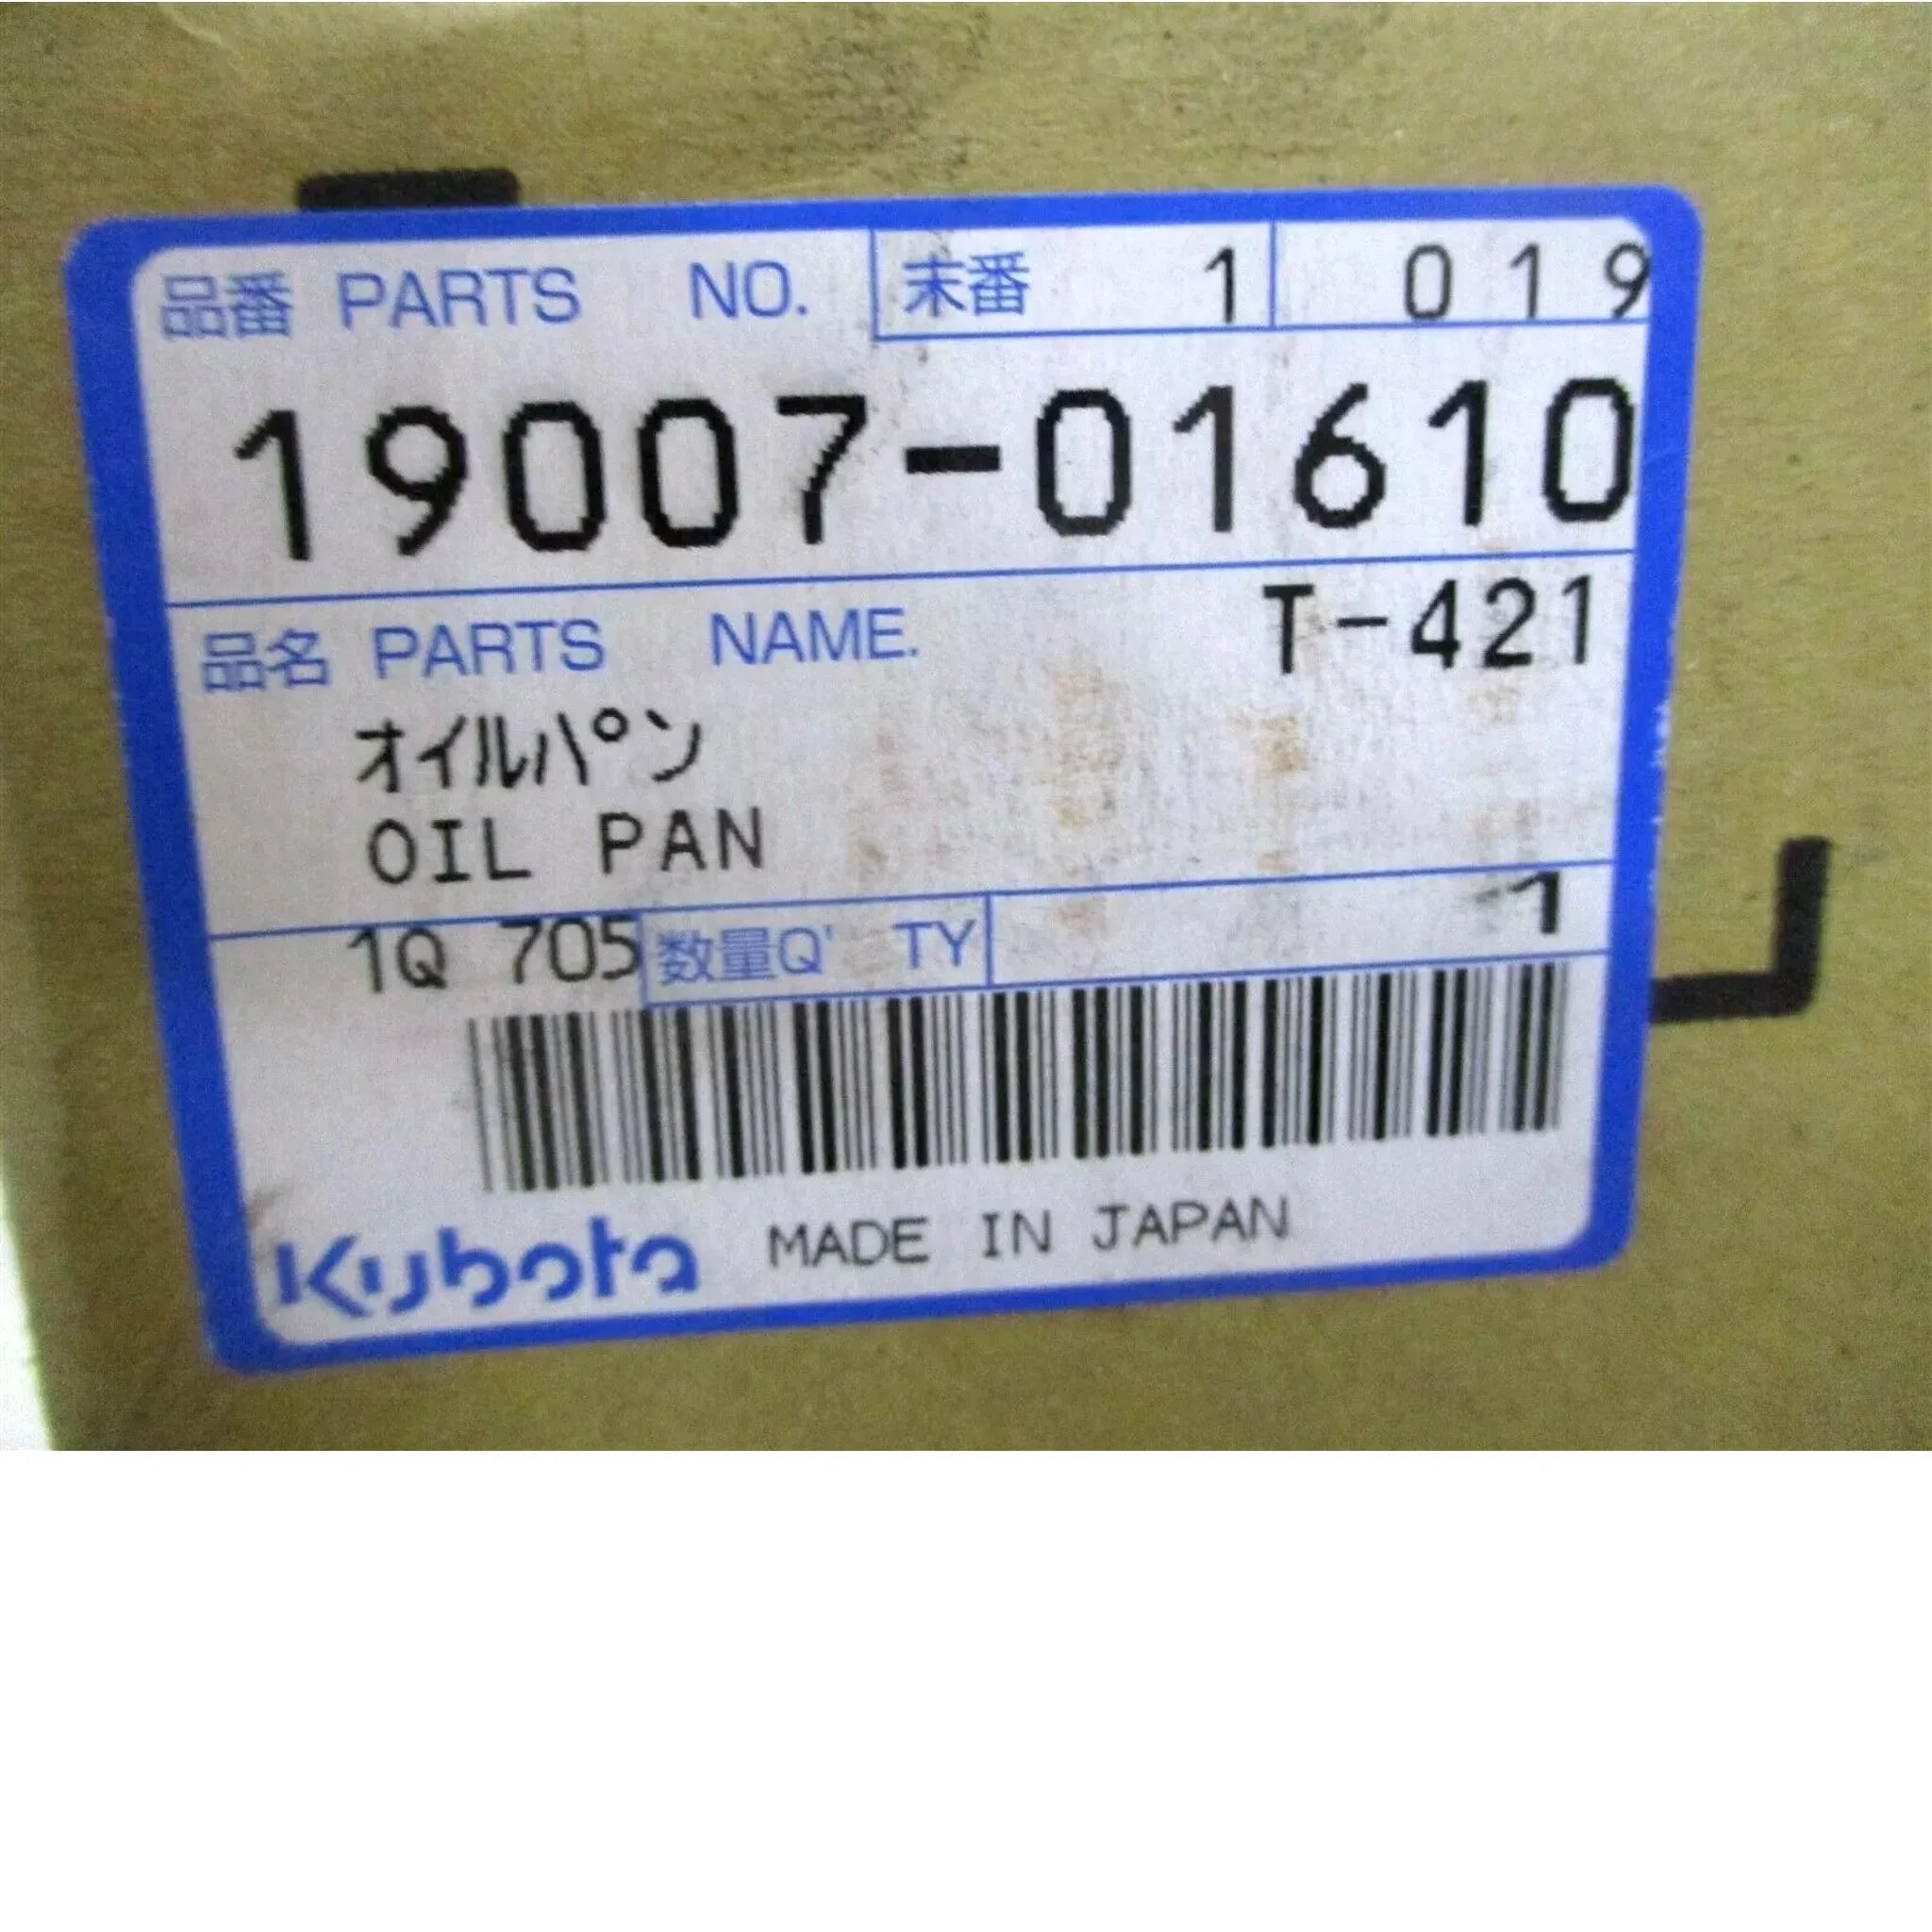 品番 PARTS NO. 末番 1 019
19007-01610
品名 PARTS NAME. T-421
オイルパン
OIL PAN
1Q 705 数量Q'TY 1
Kubota MADE IN JAPAN